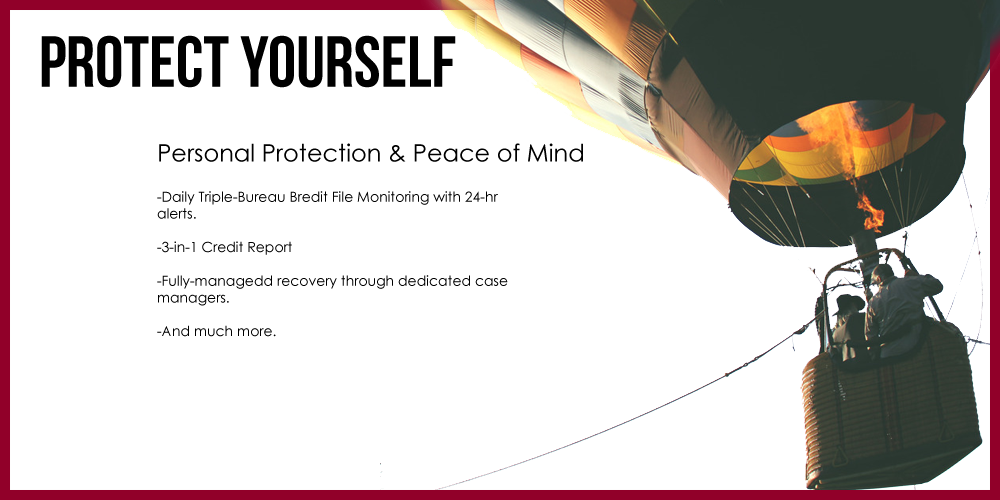 PROTECT YOURSELF
Personal Protection & Peace of Mind
-Daily Triple-Bureau Bredit File Monitoring with 24-hr
alerts.
-3-in-1 Credit Report
-Fully-managedd recovery through dedicated case
managers.
-And much more.